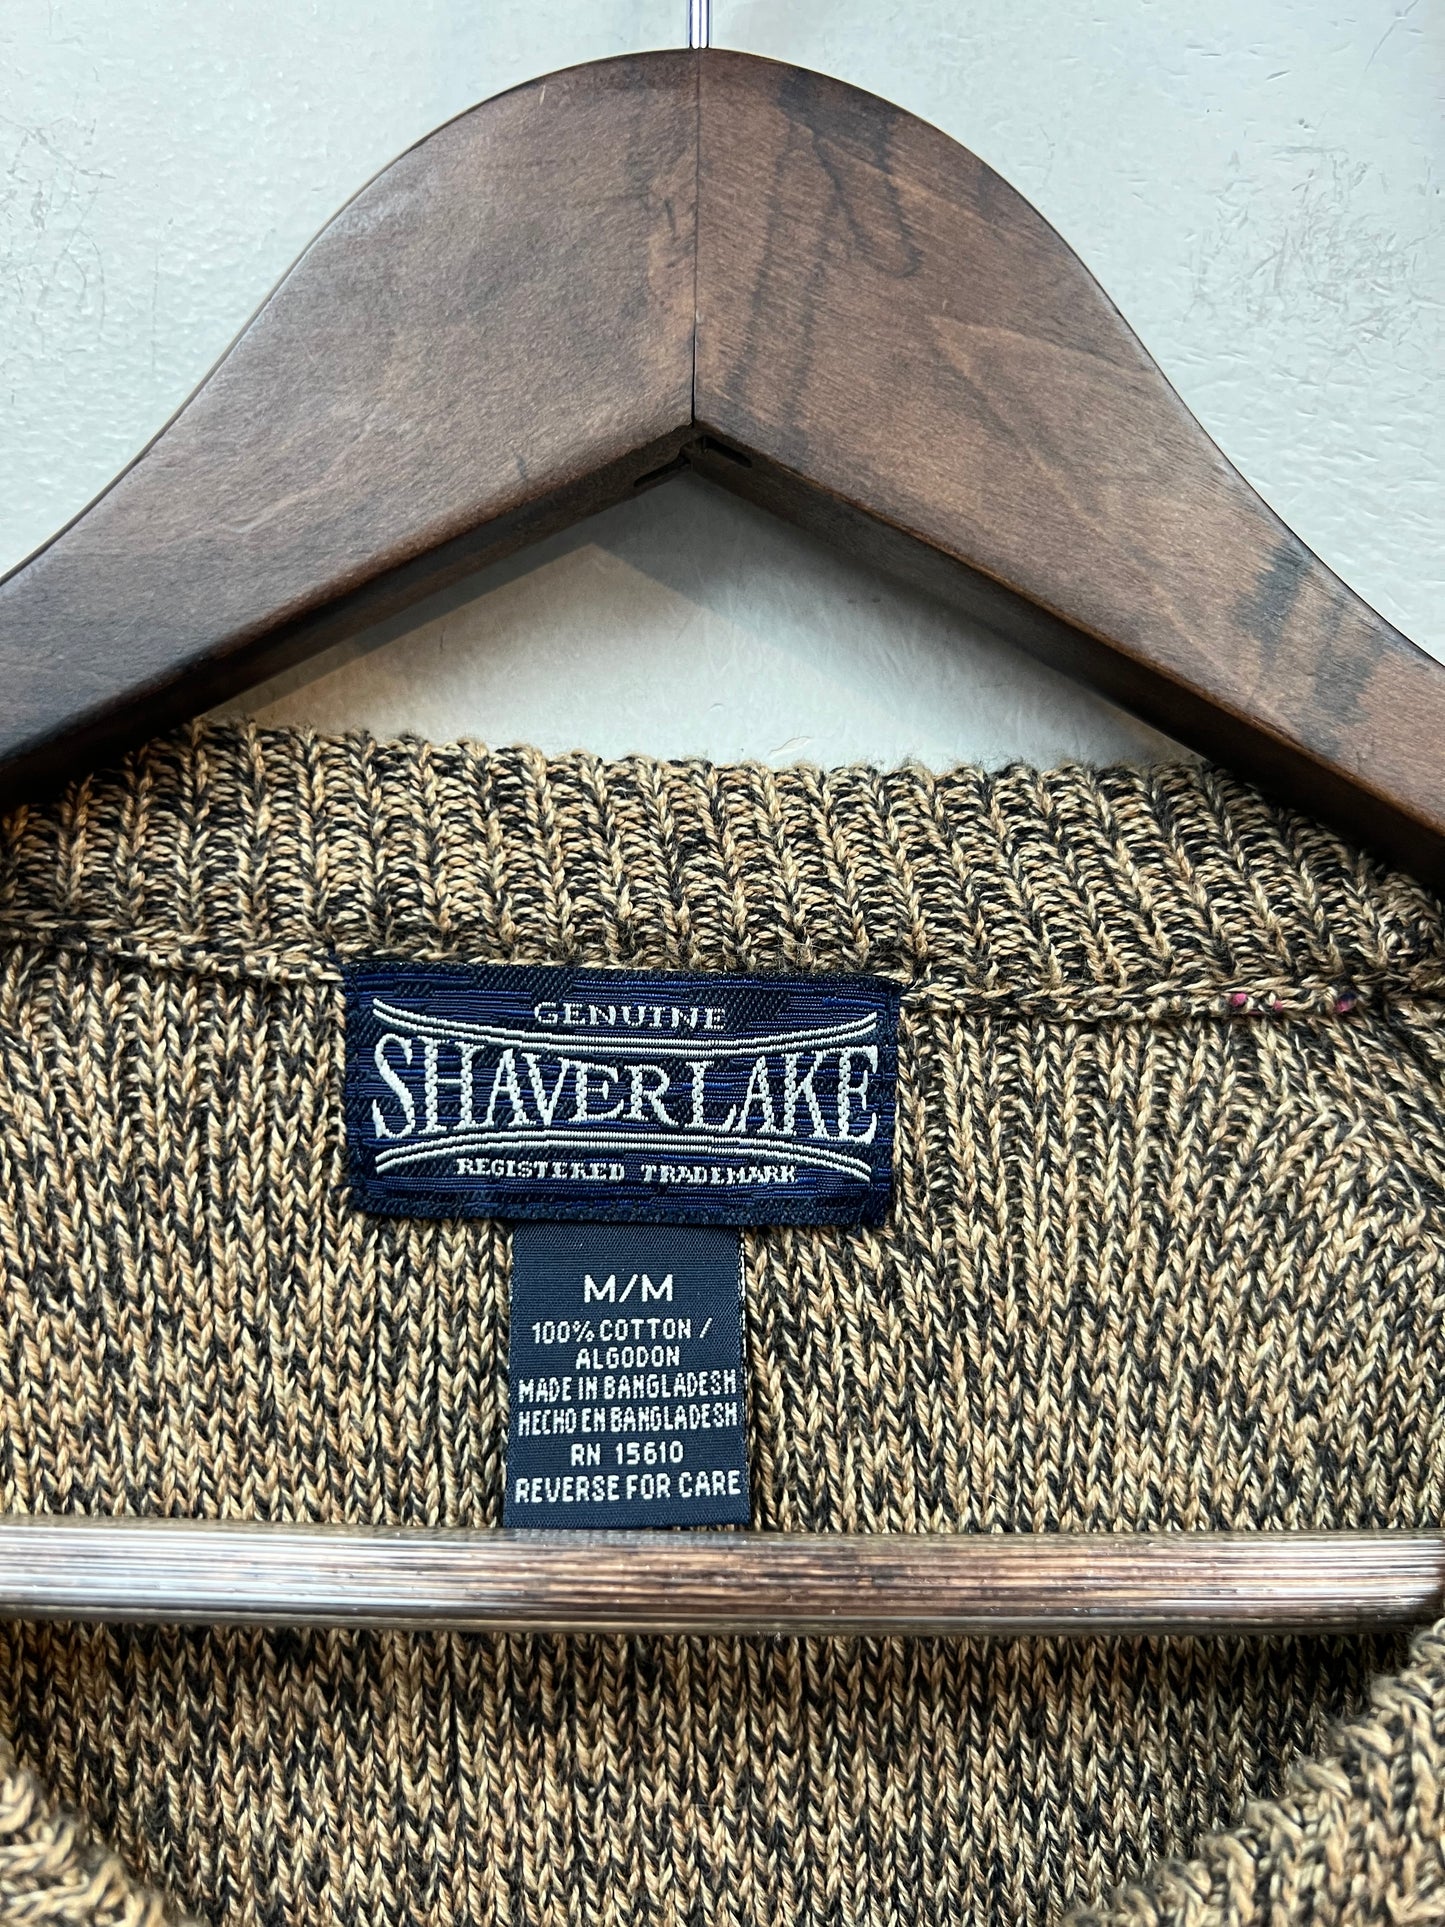 GENUINE
SHAVER LAKE
REGISTERED TRADEMARK
M/M
100% COTTON /
ALGODON
MADE IN BANGLADESH
HECHO EN BANGLADESH
RN 15610
REVERSE FOR CARE